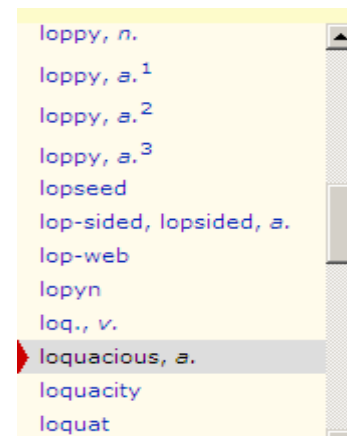 loppy, n.
loppy, a.1
loppy, a.2
loppy, a.3
lopseed
lop-sided, lopsided, a.
lop-web
lopyn
loq., v.
loquacious, a.
loquacity
loquat